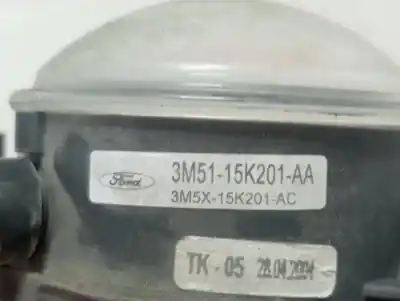 Ford
3M51-15K201-AA
3M5X-15K201-AC
TK - 05 28.04.2004